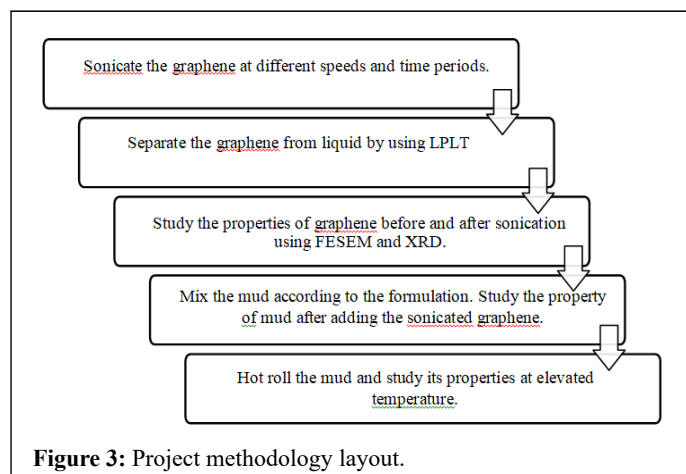 Sonicate the graphene at different speeds and time periods.
Separate the graphene from liquid by using LPLT
Study the properties of graphene before and after sonication
using FESEM and XRD.
Mix the mud according to the formulation. Study the property
of mud after adding the sonicated graphene.
Hot roll the mud and study its properties at elevated
temperature.
Figure 3: Project methodology layout.